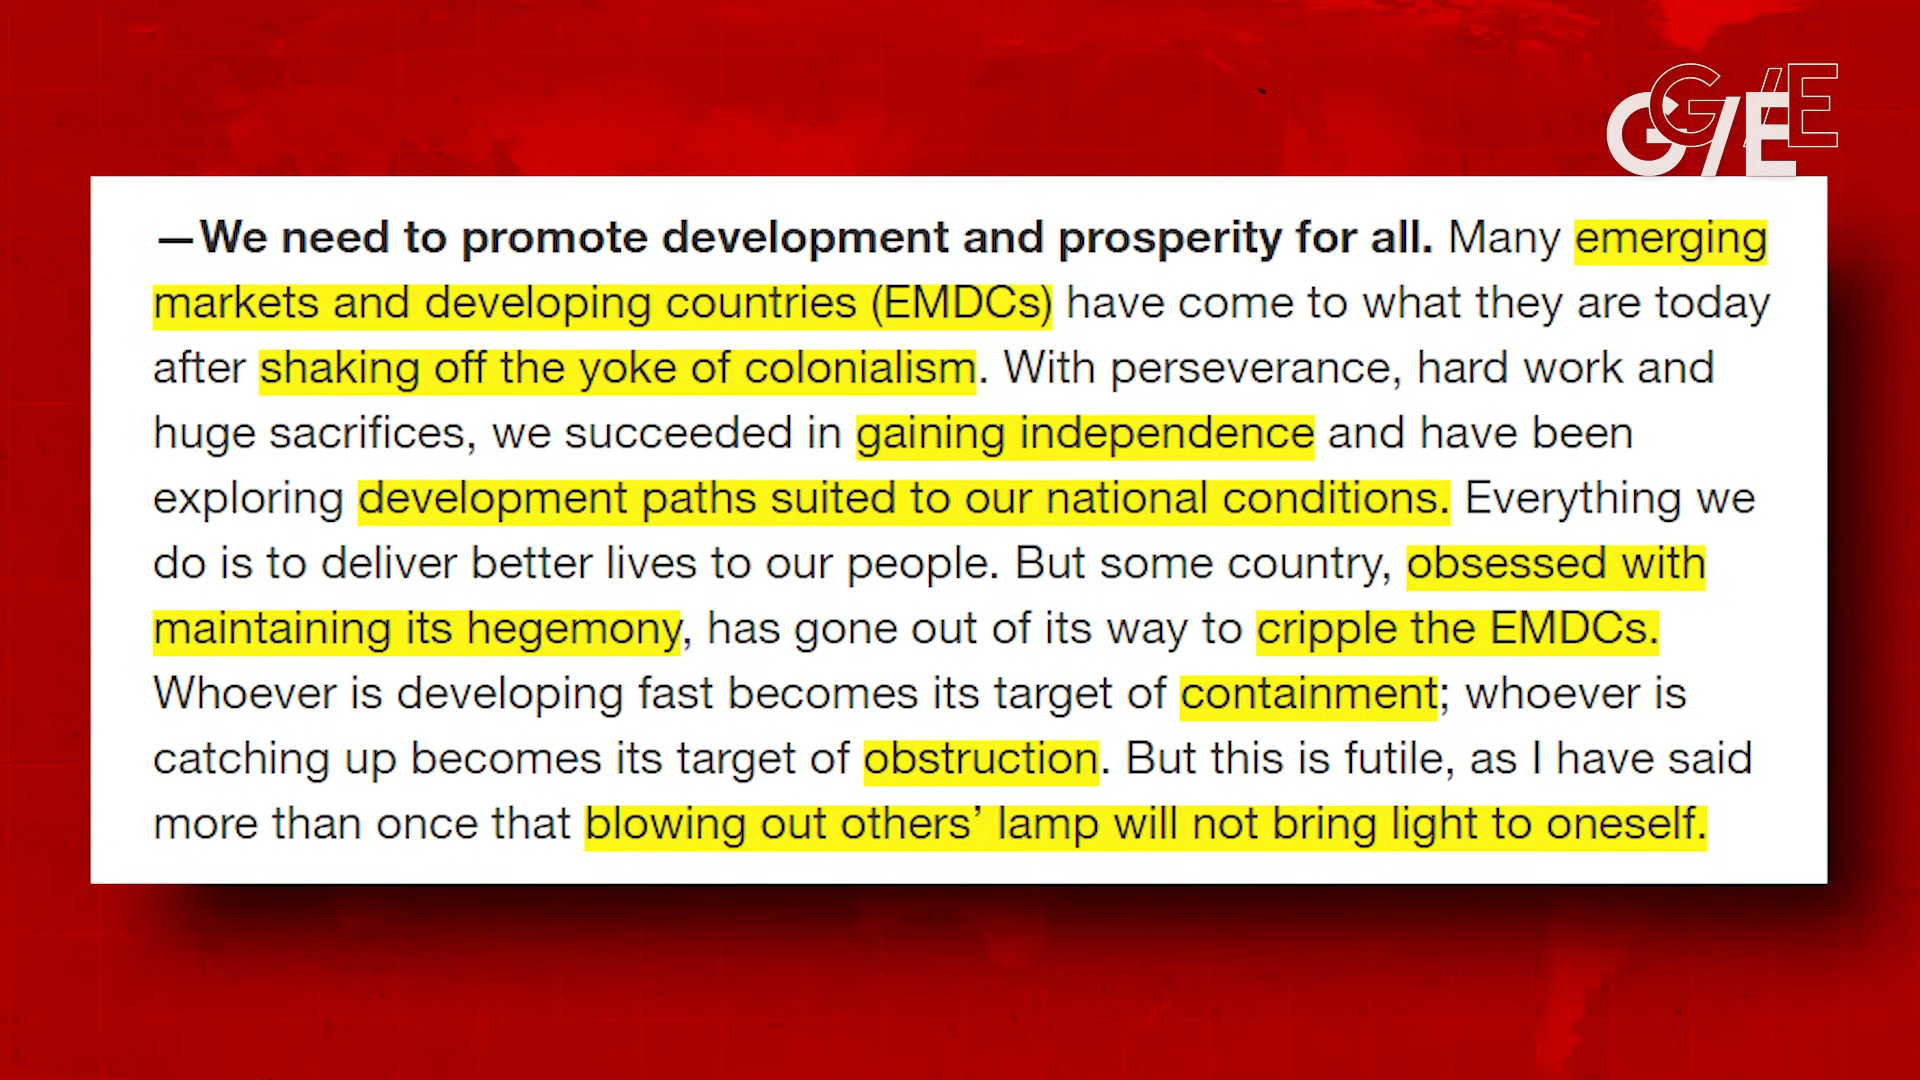 G/E G/E
—We need to promote development and prosperity for all. Many emerging
markets and developing countries (EMDCs) have come to what they are today
after shaking off the yoke of colonialism. With perseverance, hard work and
huge sacrifices, we succeeded in gaining independence and have been
exploring development paths suited to our national conditions. Everything we
do is to deliver better lives to our people. But some country, obsessed with
maintaining its hegemony, has gone out of its way to cripple the EMDCs.
Whoever is developing fast becomes its target of containment; whoever is
catching up becomes its target of obstruction. But this is futile, as I have said
more than once that blowing out others’ lamp will not bring light to oneself.